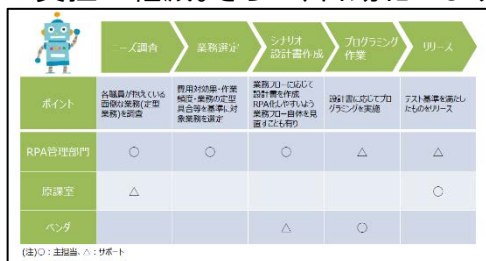 ニーズ調査
業務選定
シナリオ
設計書作成
プログラミング
作業
リリース
ポイント
各職員が抱えている
面倒な業務(定型
業務)を調査
費用対効果・作業
頻度・業務の定型
具合等を基準に対
象業務を選定
業務フローに応じて
設計書を作成
RPA化しやすいよう
業務フロー自体を見
直すことも有り
設計書に応じてプロ
グラミングを実施
テスト基準を満たし
たものをリリース
RPA管理部門
○
○
○
△
△
原課室
△
○
ベンダ
△
○
(注)○:主担当、△:サポート